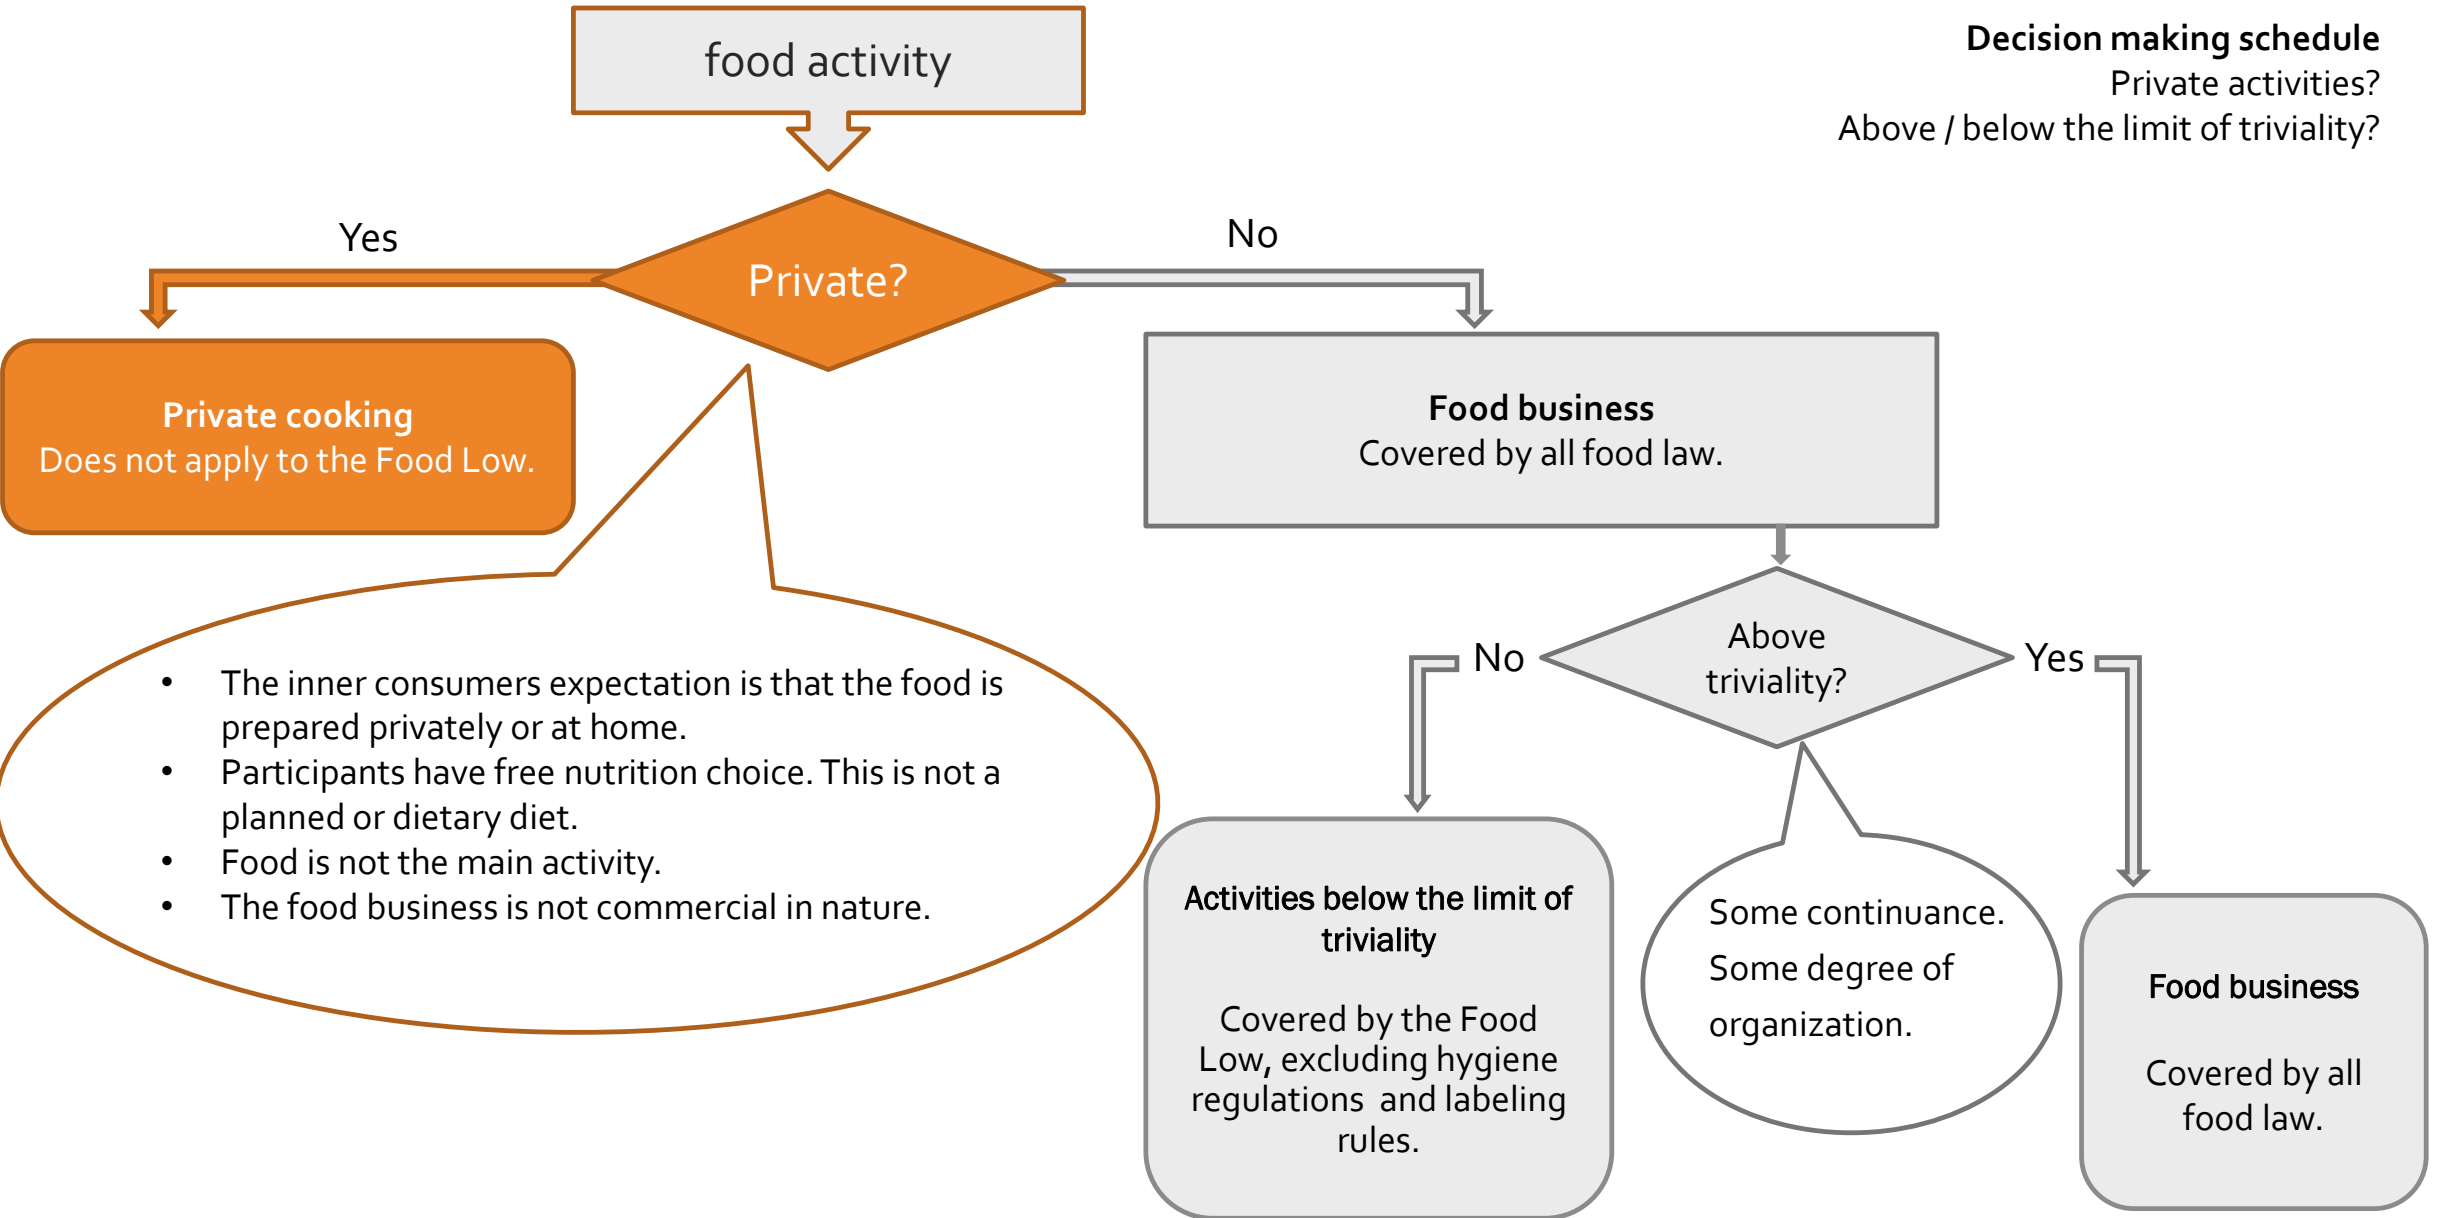 food activity
Decision making schedule
Private activities?
Above / below the limit of triviality?
Yes
Private?
No
Private cooking
Does not apply to the Food Low.
Food business
Covered by all food law.
• The inner consumers expectation is that the food is
prepared privately or at home.
• Participants have free nutrition choice. This is not a
planned or dietary diet.
• Food is not the main activity.
• The food business is not commercial in nature.
No
Above
triviality?
Yes
Activities below the limit of
triviality
Covered by the Food
Low, excluding hygiene
regulations and labeling
rules.
Some continuance.
Some degree of
organization.
Food business
Covered by all
food law.